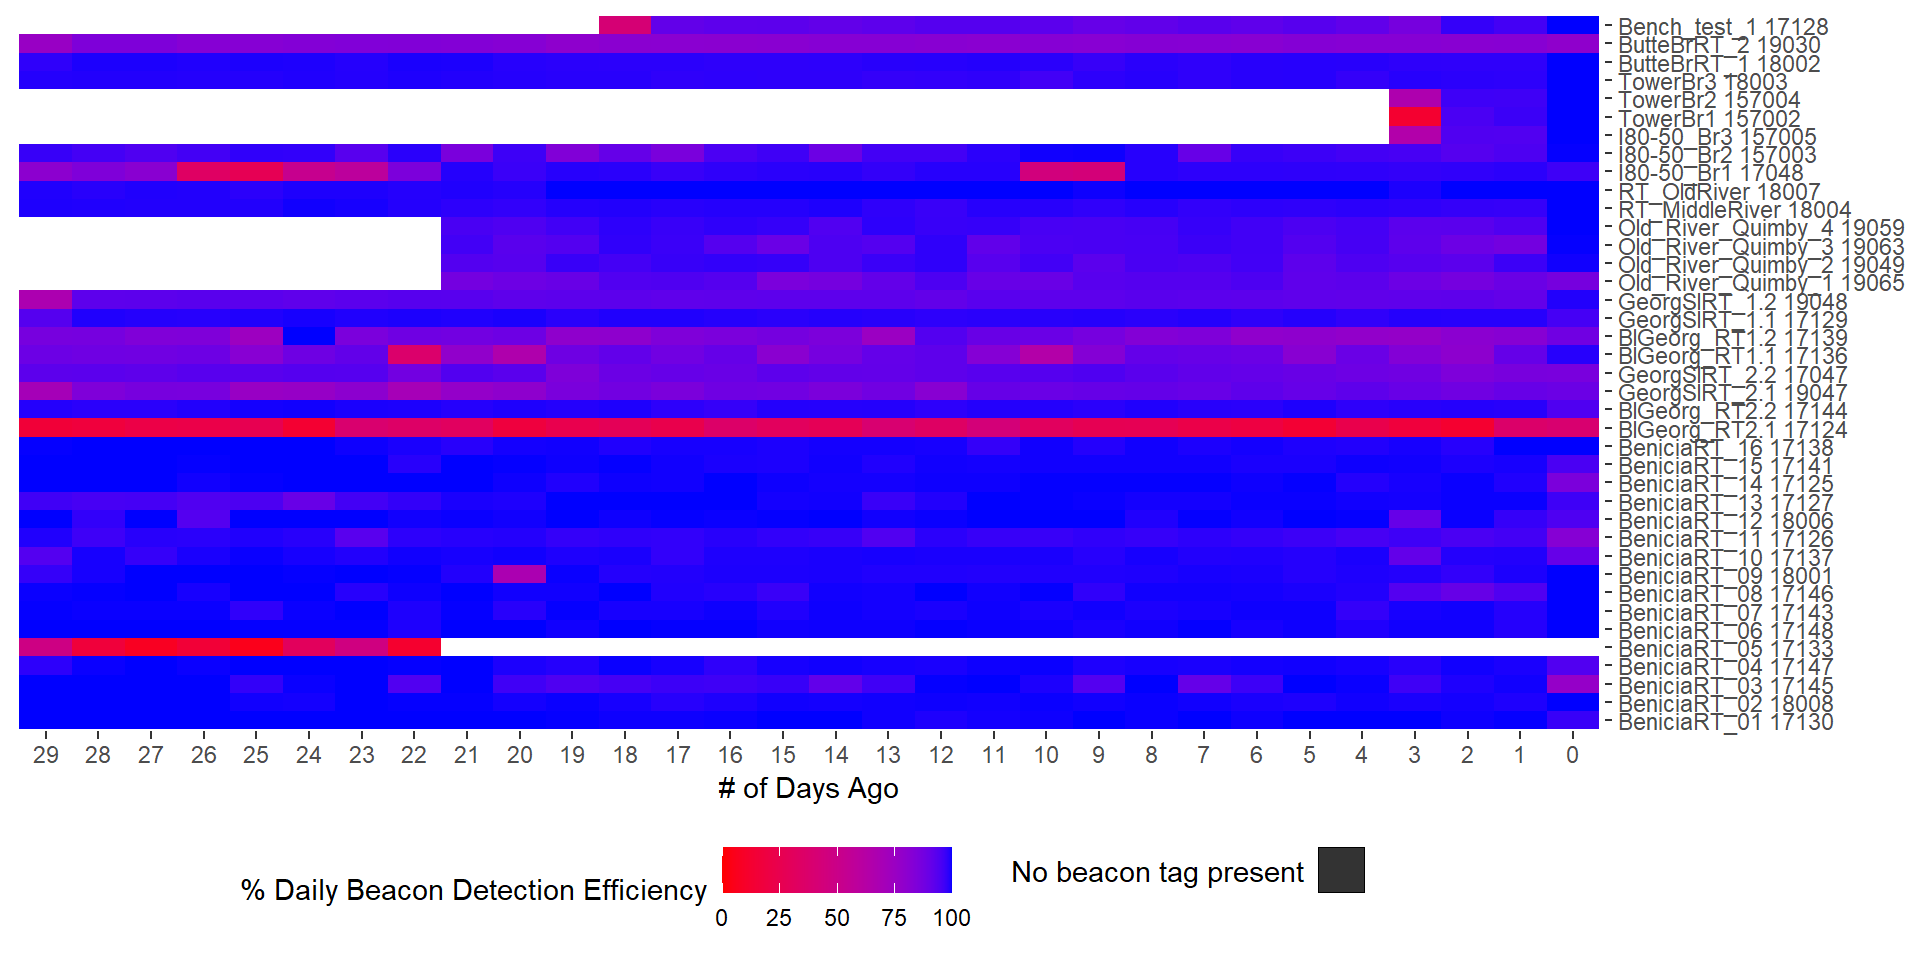 Bench_test_1 17128
ButteBrRT_2 19030
ButteBrRT_1 18002
TowerBr3 18003
TowerBr2 157004
TowerBr1 157002
I80-50_Br3 157005
I80-50_Br2 157003
I80-50_Br1 17048
RT_OldRiver 18007
RT_MiddleRiver 18004
Old_River_Quimby_4 19059
Old_River_Quimby_3 19063
Old_River_Quimby_2 19049
Old_River_Quimby_1 19065
GeorgSlRT_1.2 19048
GeorgSlRT_1.1 17129
BlGeorg_RT1.2 17139
BlGeorg_RT1.1 17136
GeorgSlRT_2.2 17047
GeorgSlRT_2.1 19047
BlGeorg_RT2.2 17144
BlGeorg_RT2.1 17124
BeniciaRT_16 17138
BeniciaRT_15 17141
BeniciaRT_14 17125
BeniciaRT_13 17127
BeniciaRT_12 18006
BeniciaRT_11 17126
BeniciaRT_10 17137
BeniciaRT_09 18001
BeniciaRT_08 17146
BeniciaRT_07 17143
BeniciaRT_06 17148
BeniciaRT_05 17133
BeniciaRT_04 17147
BeniciaRT_03 17145
BeniciaRT_02 18008
BeniciaRT_01 17130
29 28 27 26 25 24 23 22 21 20 19 18 17 16 15 14 13 12 11 10 9 8 7 6 5 4 3 2 1 0
# of Days Ago
% Daily Beacon Detection Efficiency
0 25 50 75 100
No beacon tag present